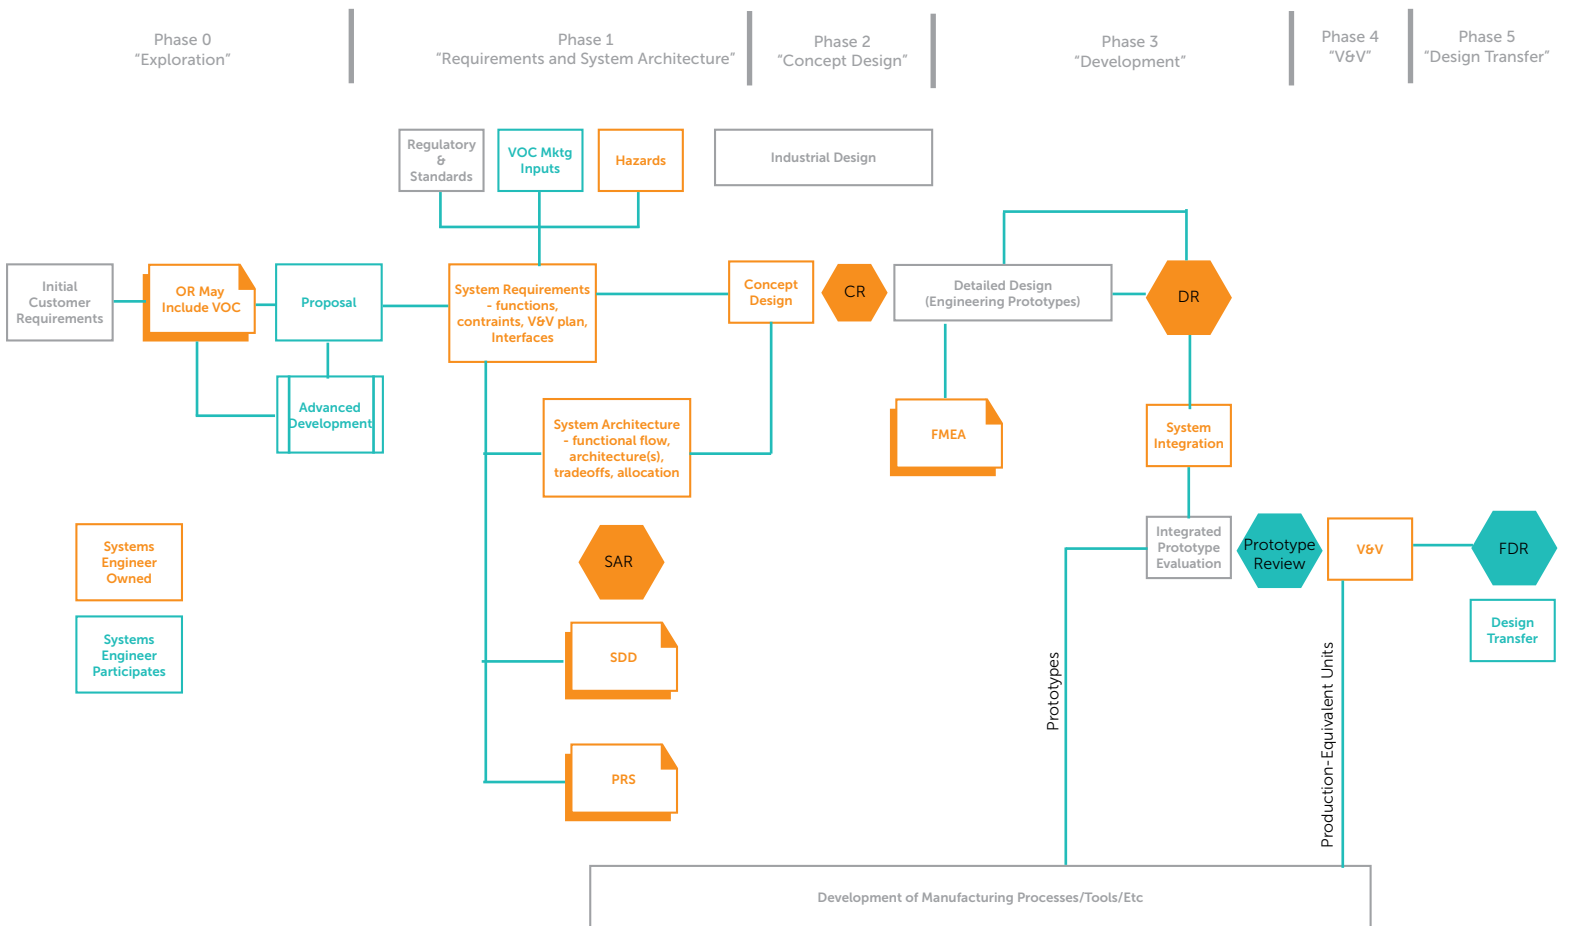 Phase 0
"Exploration"
Phase 1
"Requirements and System Architecture"
Phase 2
"Concept Design"
Phase 3
"Development"
Phase 4
"V&V"
Phase 5
"Design Transfer"
Regulatory
&
Standards
VOC Mktg
Inputs
Hazards
Industrial Design
Initial
Customer
Requirements
OR May
Include VOC
Proposal
System Requirements
- functions,
contraints, V&V plan,
Interfaces
Concept
Design
CR
Detailed Design
(Engineering Prototypes)
DR
Advanced
Development
System Architecture
- functional flow,
architecture(s),
tradeoffs, allocation
FMEA
System
Integration
Systems
Engineer
Owned
SAR
Integrated
Prototype
Evaluation
Prototype
Review
V&V
FDR
Systems
Engineer
Participates
SDD
Design
Transfer
Prototypes
Production-Equivalent Units
PRS
Development of Manufacturing Processes/Tools/Etc